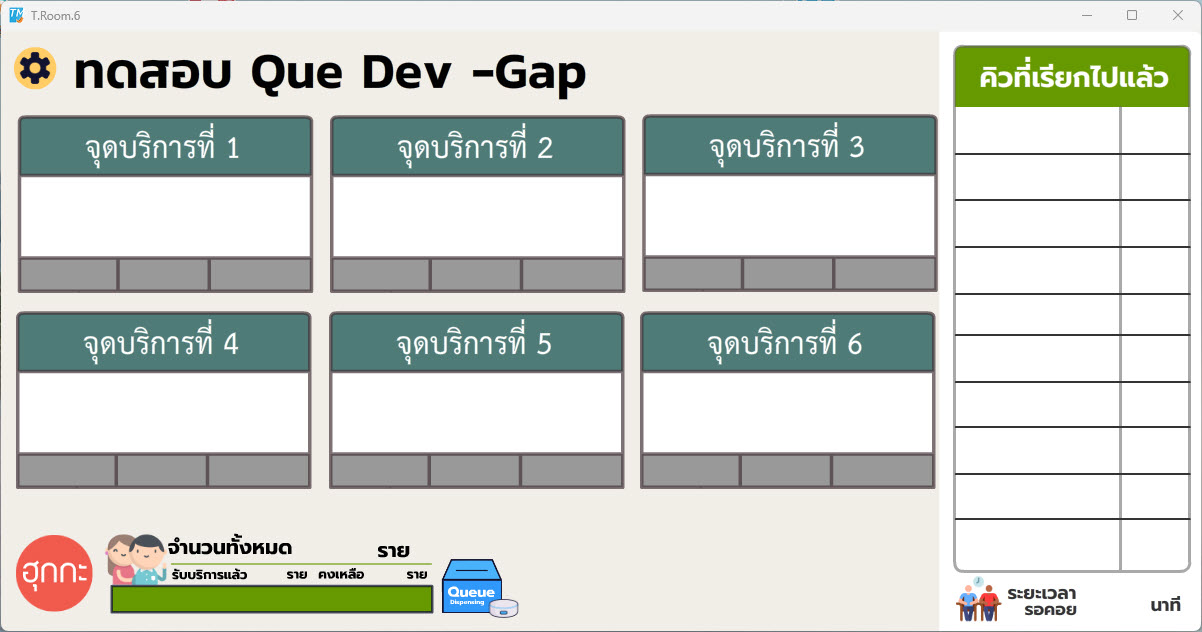 T.Room.6
ทดสอบ Que Dev -Gap
จุดบริการที่ 1
จุดบริการที่ 2
จุดบริการที่ 3
จุดบริการที่ 4
จุดบริการที่ 5
จุดบริการที่ 6
คิวที่เรียกไปแล้ว
ฮุกกะ
จำนวนทั้งหมด ราย
รับบริการแล้ว ราย คงเหลือ ราย
Queue
Dispensing
ระยะเวลา
รอคอย นาที